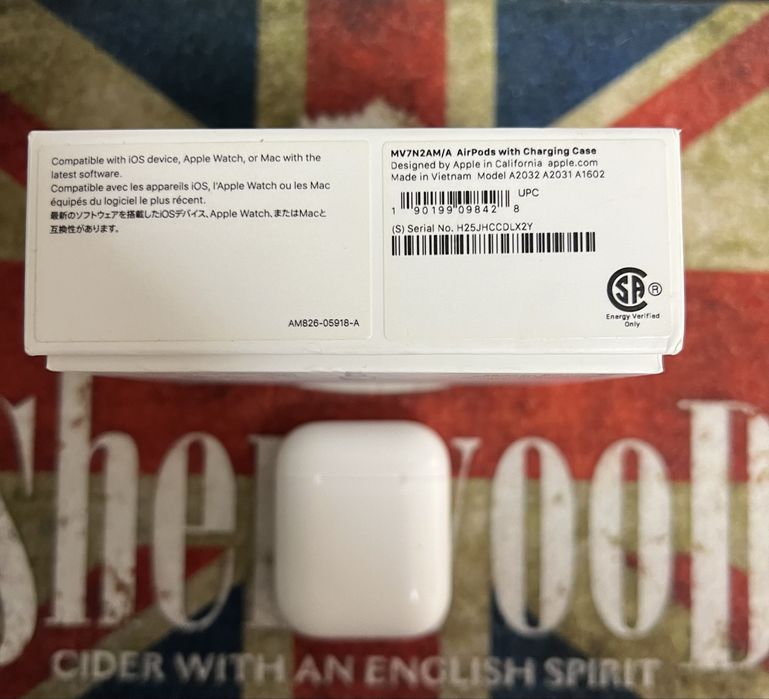 Compatible with iOS device, Apple Watch, or Mac with the
latest software.
Compatible avec les appareils iOS, l'Apple Watch ou les Mac
équipés du logiciel le plus récent.
最新のソフトウェアを搭載したiOSデバイス、Apple Watch、またはMacと
互換性があります。
AM826-05918-A
MV7N2AM/A AirPods with Charging Case
Designed by Apple in California apple.com
Made in Vietnam Model A2032 A2031 A1602
UPC
1 90199 09842 8
(S) Serial No. H25JHCCDLX2Y
SA ®
Energy Verified
Only
SherwooD
CIDER WITH AN ENGLISH SPIRIT